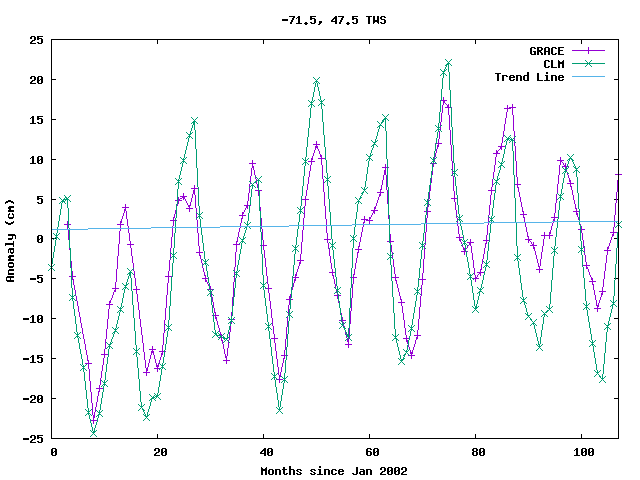 -71.5, 47.5 TWS
GRACE
CLM
Trend Line
25
20
15
10
5
0
-5
-10
-15
-20
-25
Anomaly (cm)
0 20 40 60 80 100
Months since Jan 2002